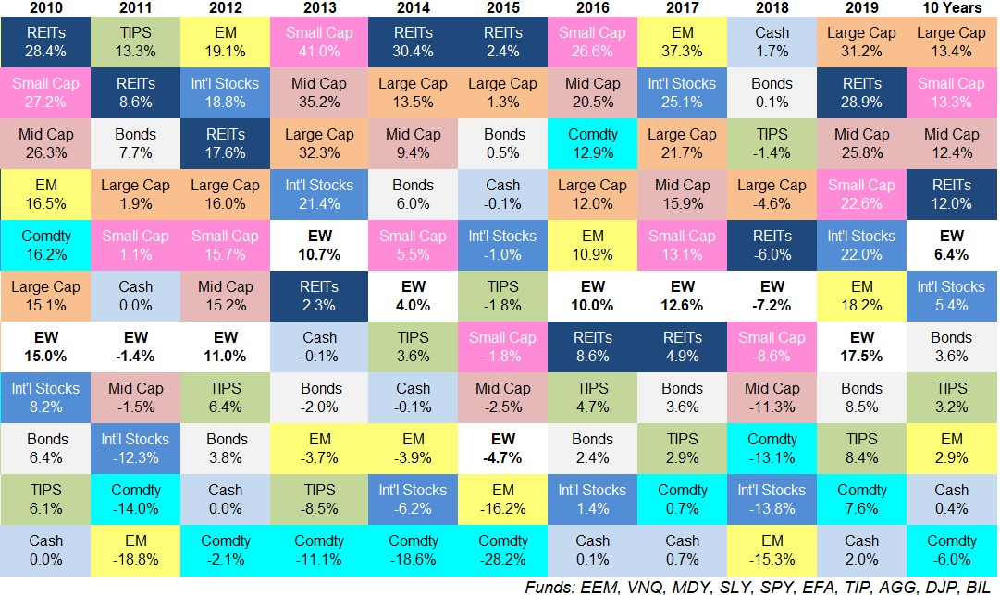 2010 2011 2012 2013 2014 2015 2016 2017 2018 2019 10 Years
REITs TIPS EM Small Cap REITs REITs Small Cap EM Cash Large Cap Large Cap
28.4% 13.3% 19.1% 41.0% 30.4% 2.4% 26.6% 37.3% 1.7% 31.2% 13.4%
Small Cap REITs Int'l Stocks Mid Cap Large Cap Large Cap Mid Cap Int'l Stocks Bonds REITs Small Cap
27.2% 8.6% 18.8% 35.2% 13.5% 1.3% 20.5% 25.1% 0.1% 28.9% 13.3%
Mid Cap Bonds REITs Large Cap Mid Cap Bonds Comdty Large Cap TIPS Mid Cap Mid Cap
26.3% 7.7% 17.6% 32.3% 9.4% 0.5% 12.9% 21.7% -1.4% 25.8% 12.4%
EM Large Cap Large Cap Int'l Stocks Bonds Cash Large Cap Mid Cap Large Cap Small Cap REITs
16.5% 1.9% 16.0% 21.4% 6.0% -0.1% 12.0% 15.9% -4.6% 22.6% 12.0%
Comdty Small Cap Small Cap EW Small Cap Int'l Stocks EM Small Cap REITs Int'l Stocks EW
16.2% 1.1% 15.7% 10.7% 5.5% -1.0% 10.9% 13.1% -6.0% 22.0% 6.4%
Large Cap Cash Mid Cap REITs EW TIPS EW EW EW EM Int'l Stocks
15.1% 0.0% 15.2% 2.3% 4.0% -1.8% 10.0% 12.6% -7.2% 18.2% 5.4%
EW EW EW Cash TIPS Small Cap REITs REITs Small Cap EW Bonds
15.0% -1.4% 11.0% -0.1% 3.6% -1.8% 8.6% 4.9% -8.6% 17.5% 3.6%
Int'l Stocks Mid Cap TIPS Bonds Cash Mid Cap TIPS Bonds Mid Cap Bonds TIPS
8.2% -1.5% 6.4% -2.0% -0.1% -2.5% 4.7% 3.6% -11.3% 8.5% 3.2%
Bonds Int'l Stocks Bonds EM EM EW Bonds TIPS Comdty TIPS EM
6.4% -12.3% 3.8% -3.7% -3.9% -4.7% 2.4% 2.9% -13.1% 8.4% 2.9%
TIPS Comdty Cash TIPS Int'l Stocks EM Int'l Stocks Comdty Int'l Stocks Comdty Cash
6.1% -14.0% 0.0% -8.5% -6.2% -16.2% 1.4% 0.7% -13.8% 7.6% 0.4%
Cash EM Comdty Comdty Comdty Comdty Cash Cash EM Cash Comdty
0.0% -18.8% -2.1% -11.1% -18.6% -28.2% 0.1% 0.7% -15.3% 2.0% -6.0%
Funds: EEM, VNQ, MDY, SLY, SPY, EFA, TIP, AGG, DJP, BIL